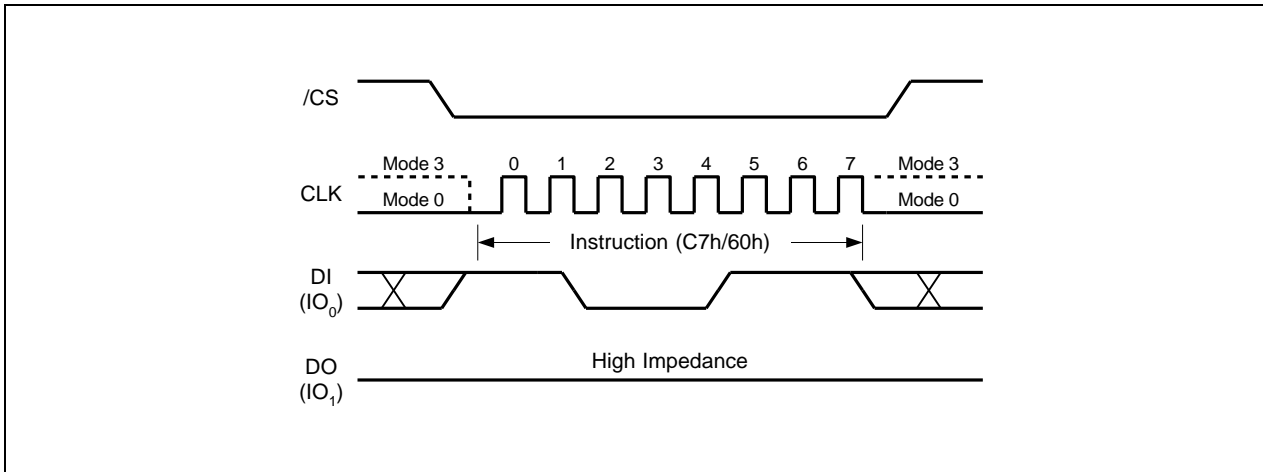 /CS
Mode 3 0 1 2 3 4 5 6 7 Mode 3
CLK
Mode 0 Mode 0
Instruction (C7h/60h)
DI
(IO0)
High Impedance
DO
(IO1)